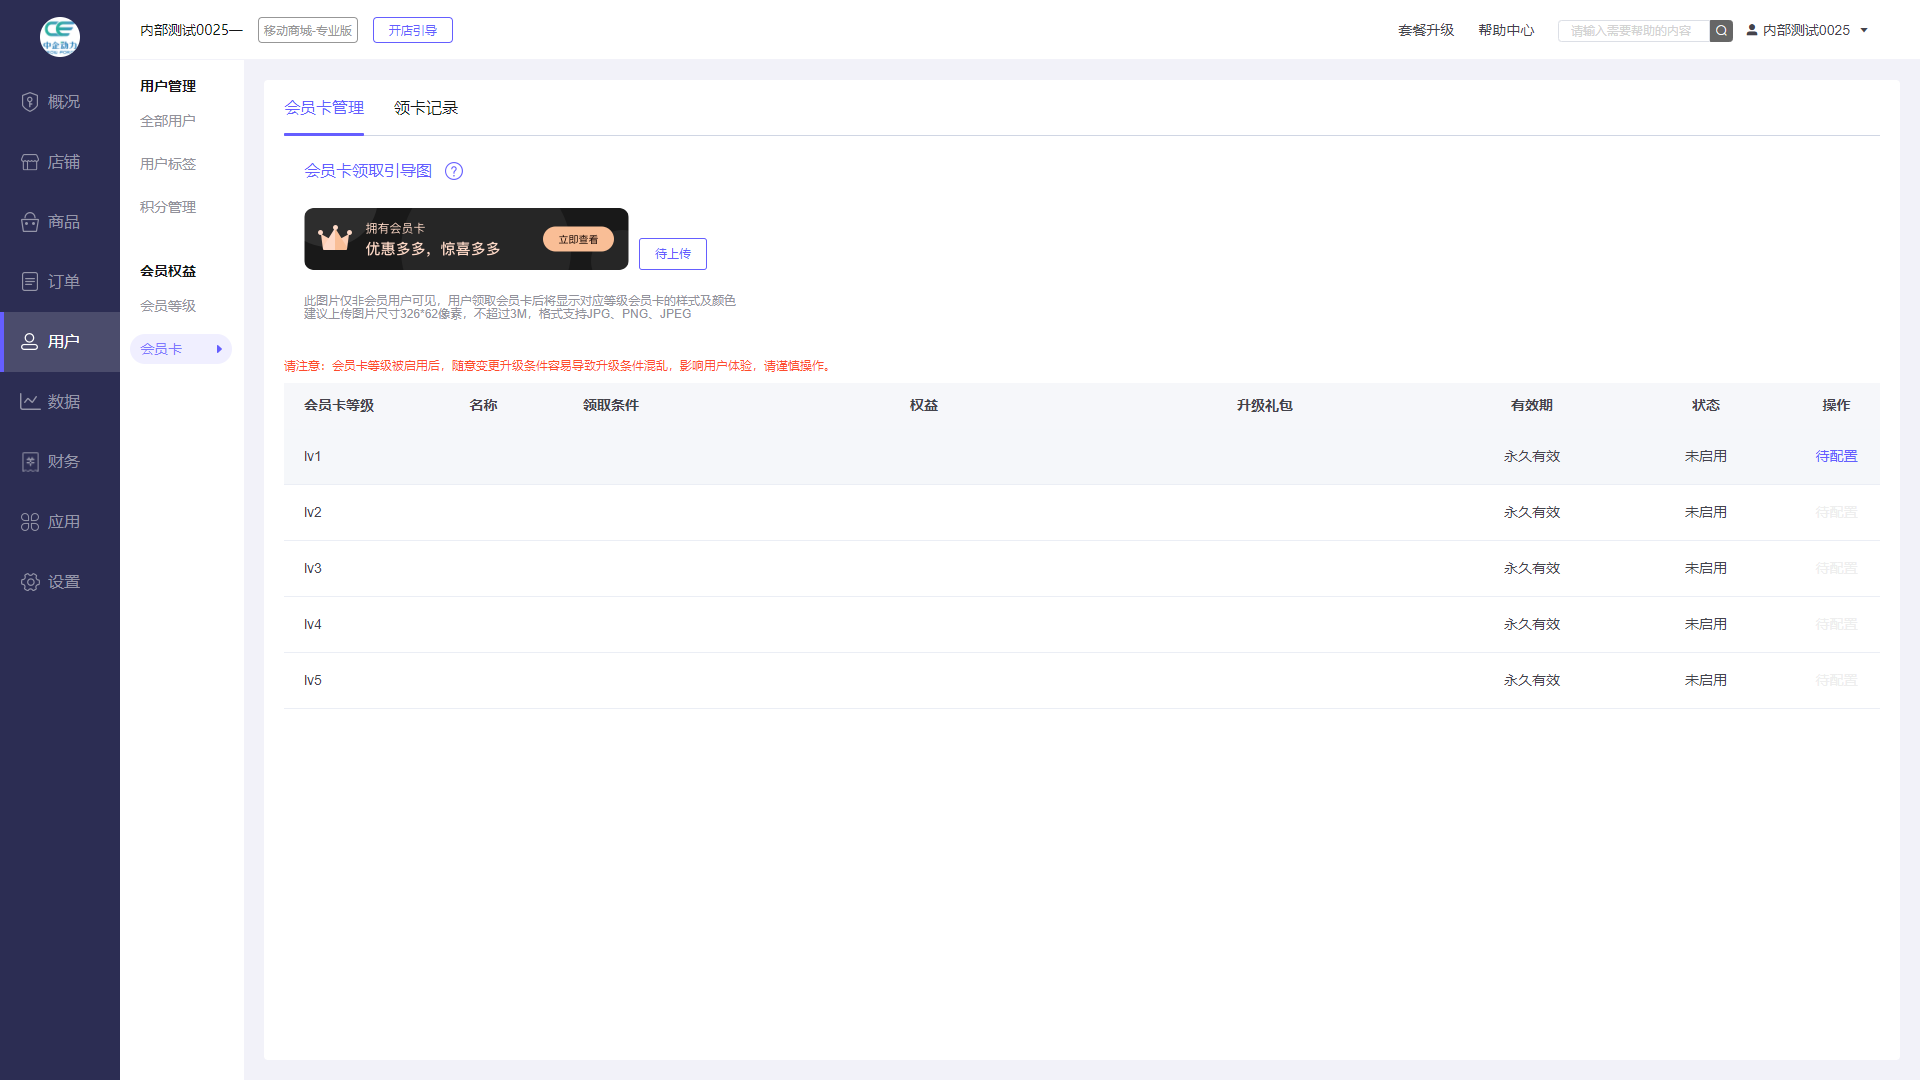 中企动力
内部测试0025—
移动商城-专业版
开店引导
套餐升级
帮助中心
请输入需要帮助的内容
内部测试0025
概况
店铺
商品
订单
用户
数据
财务
应用
设置
用户管理
全部用户
用户标签
积分管理
会员权益
会员等级
会员卡
会员卡管理 领卡记录
会员卡领取引导图 ?
拥有会员卡
优惠多多，惊喜多多
立即查看
待上传
此图片仅非会员用户可见，用户领取会员卡后将显示对应等级会员卡的样式及颜色
建议上传图片尺寸326*62像素，不超过3M，格式支持JPG、PNG、JPEG
请注意：会员卡等级被启用后，随意变更升级条件容易导致升级条件混乱，影响用户体验，请谨慎操作。
会员卡等级 名称 领取条件 权益 升级礼包 有效期 状态 操作
lv1 永久有效 未启用 待配置
lv2 永久有效 未启用 待配置
lv3 永久有效 未启用 待配置
lv4 永久有效 未启用 待配置
lv5 永久有效 未启用 待配置